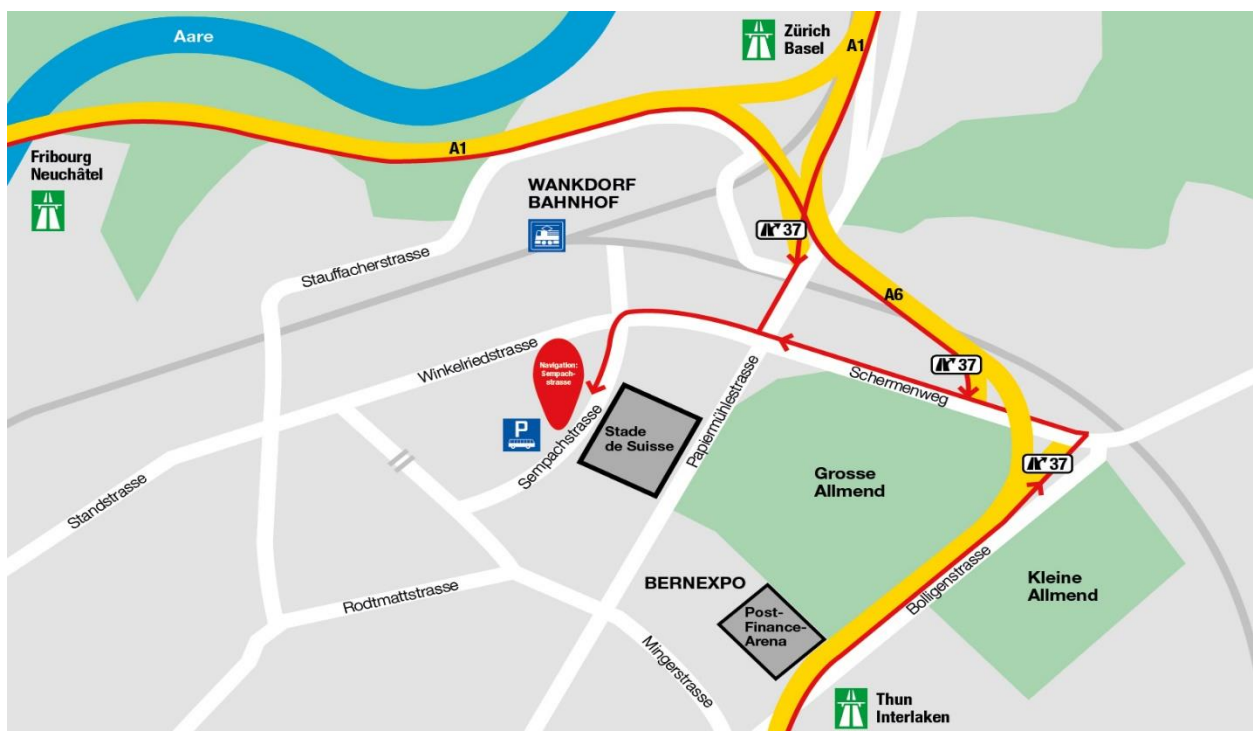 Aare
Zürich
Basel
A1
A1
Fribourg
Neuchâtel
WANKDORF
BAHNHOF
37
Stauffacherstrasse
A6
37
Winkelriedstrasse
Navigation:
Sempach-
strasse
Schermenweg
Papiermühlestrasse
P
Sempachstrasse
Stade
de Suisse
37
Grosse
Allmend
Standstrasse
Bolligenstrasse
Kleine
Allmend
BERNEXPO
Rodtmattstrasse
Post-
Finance-
Arena
Mingerstrasse
Thun
Interlaken